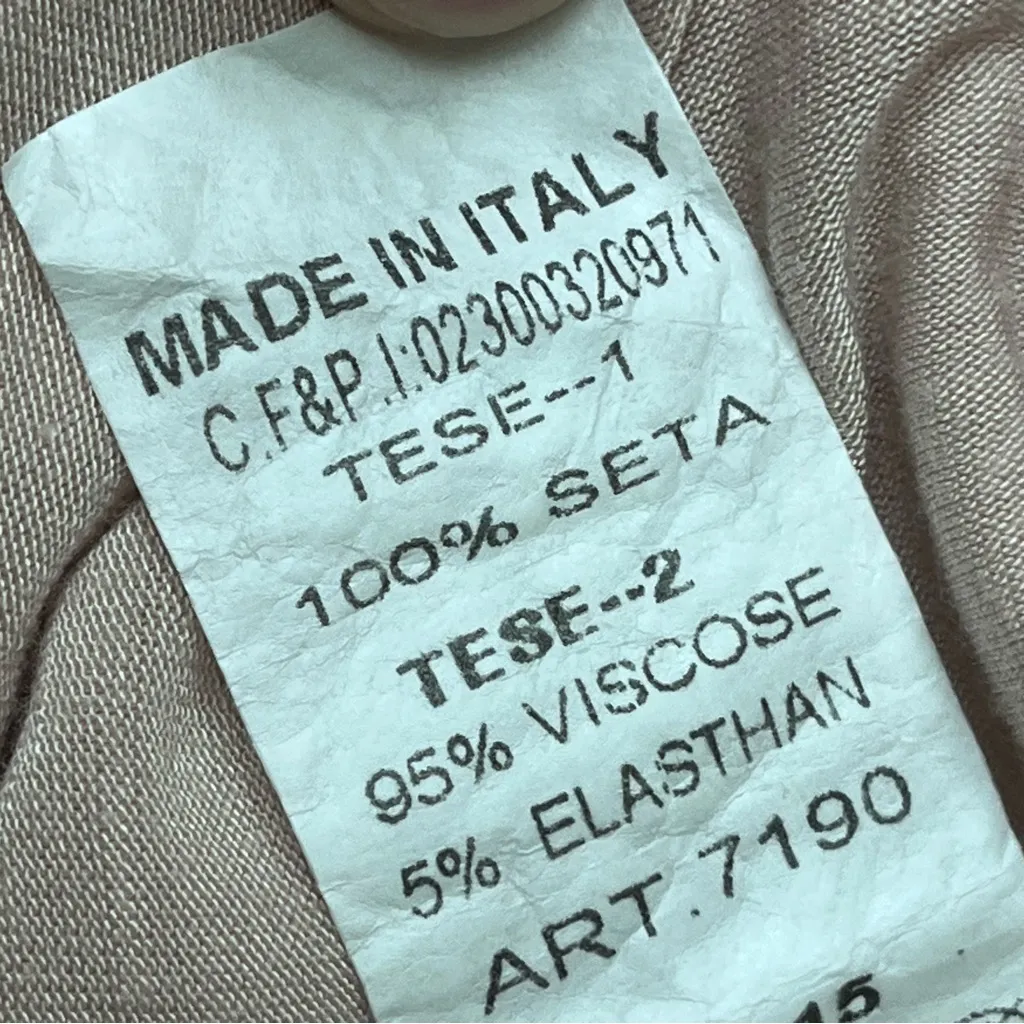 MADE IN ITALY
C.F&P.I:02300320971
TESE--1
100% SETA
TESE--2
95% VISCOSE
5% ELASTHAN
ART.7190